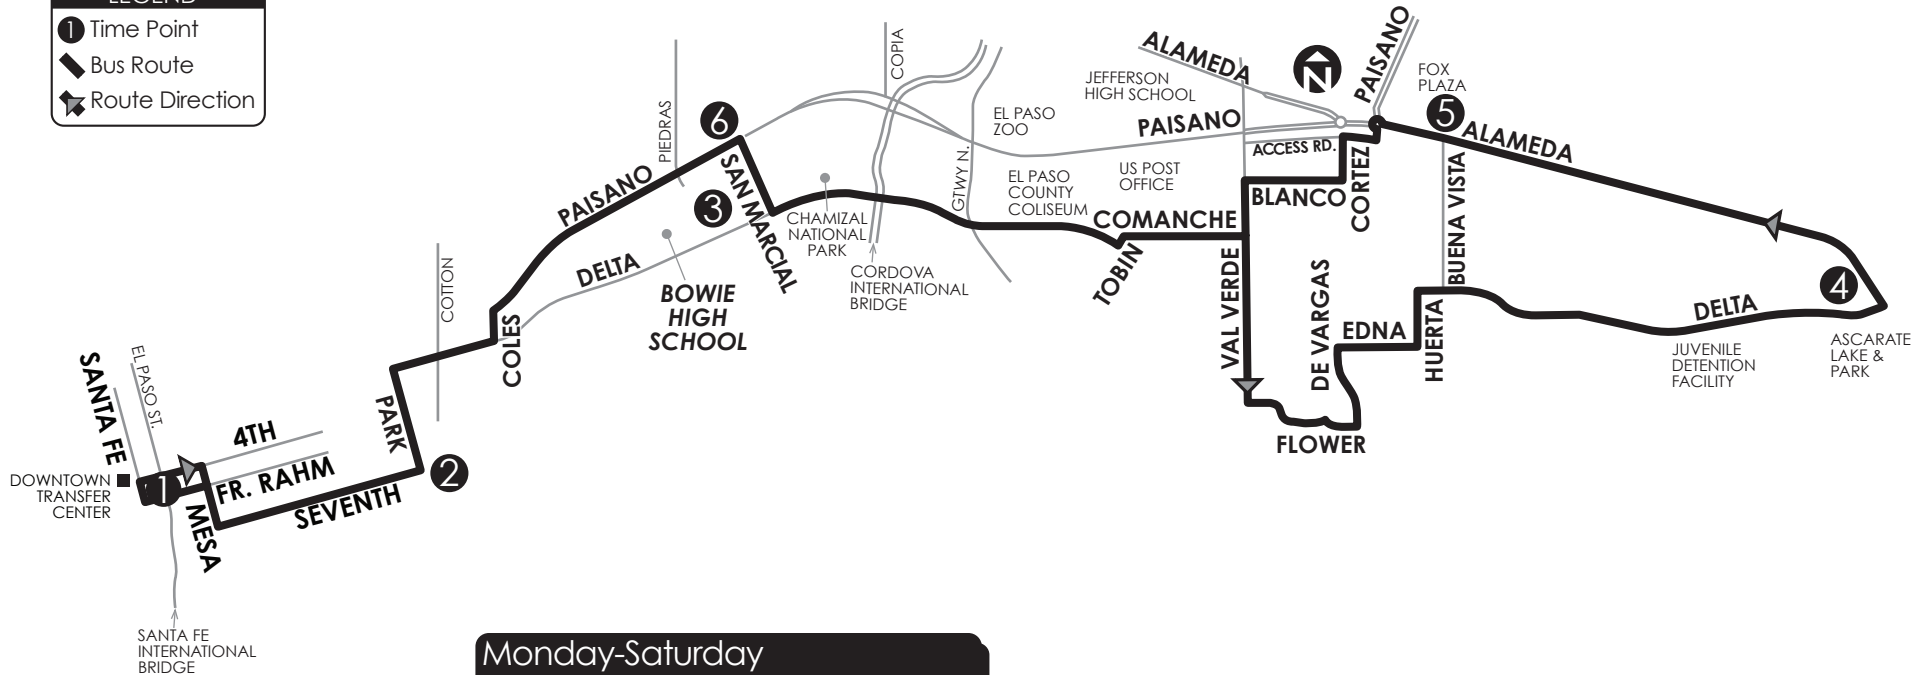 LEGEND
1 Time Point
Bus Route
Route Direction
PIEDRAS
COPIA
ALAMEDA
N
PAISANO
JEFFERSON
HIGH SCHOOL
FOX
PLAZA
5
ALAMEDA
6
EL PASO
ZOO
PAISANO
ACCESS RD.
PAISANO
SAN MARCIAL
3
GTWY N.
US POST
OFFICE
EL PASO
COUNTY
COLISEUM
BLANCO
CORTEZ
BUENA VISTA
CHAMIZAL
NATIONAL
PARK
COMANCHE
TOBIN
COTTON
DELTA
CORDOVA
INTERNATIONAL
BRIDGE
VAL VERDE
DE VARGAS
4
BOWIE
HIGH
SCHOOL
EDNA
HUERTA
DELTA
COLES
JUVENILE
DETENTION
FACILITY
ASCARATE
LAKE &
PARK
SANTA FE
EL PASO ST.
PARK
4TH
FLOWER
DOWNTOWN
TRANSFER
CENTER
1
FR. RAHM
2
MESA
SEVENTH
SANTA FE
INTERNATIONAL
BRIDGE
Monday-Saturday